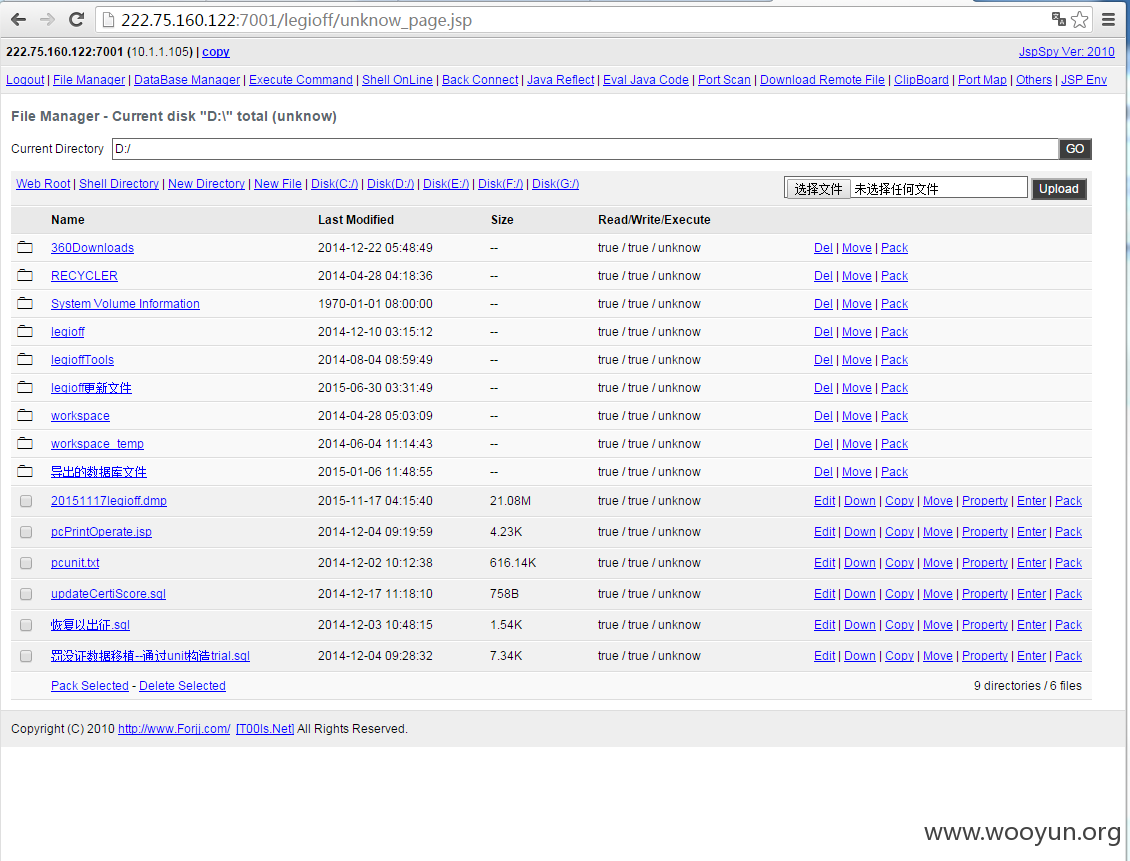 222.75.160.122:7001/legioff/unknow_page.jsp
222.75.160.122:7001 (10.1.1.105) | copy JspSpy Ver: 2010
Logout | File Manager | DataBase Manager | Execute Command | Shell OnLine | Back Connect | Java Reflect | Eval Java Code | Port Scan | Download Remote File | ClipBoard | Port Map | Others | JSP Env
File Manager - Current disk "D:\" total (unknow)
Current Directory D:/ GO
Web Root | Shell Directory | New Directory | New File | Disk(C:/) | Disk(D:/) | Disk(E:/) | Disk(F:/) | Disk(G:/) 选择文件 未选择任何文件 Upload
Name Last Modified Size Read/Write/Execute
360Downloads 2014-12-22 05:48:49 -- true / true / unknow Del | Move | Pack
RECYCLER 2014-04-28 04:18:36 -- true / true / unknow Del | Move | Pack
System Volume Information 1970-01-01 08:00:00 -- true / true / unknow Del | Move | Pack
legioff 2014-12-10 03:15:12 -- true / true / unknow Del | Move | Pack
legioffTools 2014-08-04 08:59:49 -- true / true / unknow Del | Move | Pack
legioff更新文件 2015-06-30 03:31:49 -- true / true / unknow Del | Move | Pack
workspace 2014-04-28 05:03:09 -- true / true / unknow Del | Move | Pack
workspace_temp 2014-06-04 11:14:43 -- true / true / unknow Del | Move | Pack
导出的数据库文件 2015-01-06 11:48:55 -- true / true / unknow Del | Move | Pack
20151117legioff.dmp 2015-11-17 04:15:40 21.08M true / true / unknow Edit | Down | Copy | Move | Property | Enter | Pack
pcPrintOperate.jsp 2014-12-04 09:19:59 4.23K true / true / unknow Edit | Down | Copy | Move | Property | Enter | Pack
pcunit.txt 2014-12-02 10:12:38 616.14K true / true / unknow Edit | Down | Copy | Move | Property | Enter | Pack
updateCertiScore.sql 2014-12-17 11:18:10 758B true / true / unknow Edit | Down | Copy | Move | Property | Enter | Pack
恢复以出征.sql 2014-12-03 10:48:15 1.54K true / true / unknow Edit | Down | Copy | Move | Property | Enter | Pack
罚没证数据移植--通过unit构造trial.sql 2014-12-04 09:28:32 7.34K true / true / unknow Edit | Down | Copy | Move | Property | Enter | Pack
Pack Selected - Delete Selected 9 directories / 6 files
Copyright (C) 2010 http://www.Forjj.com/ [T00ls.Net] All Rights Reserved.
www.wooyun.org